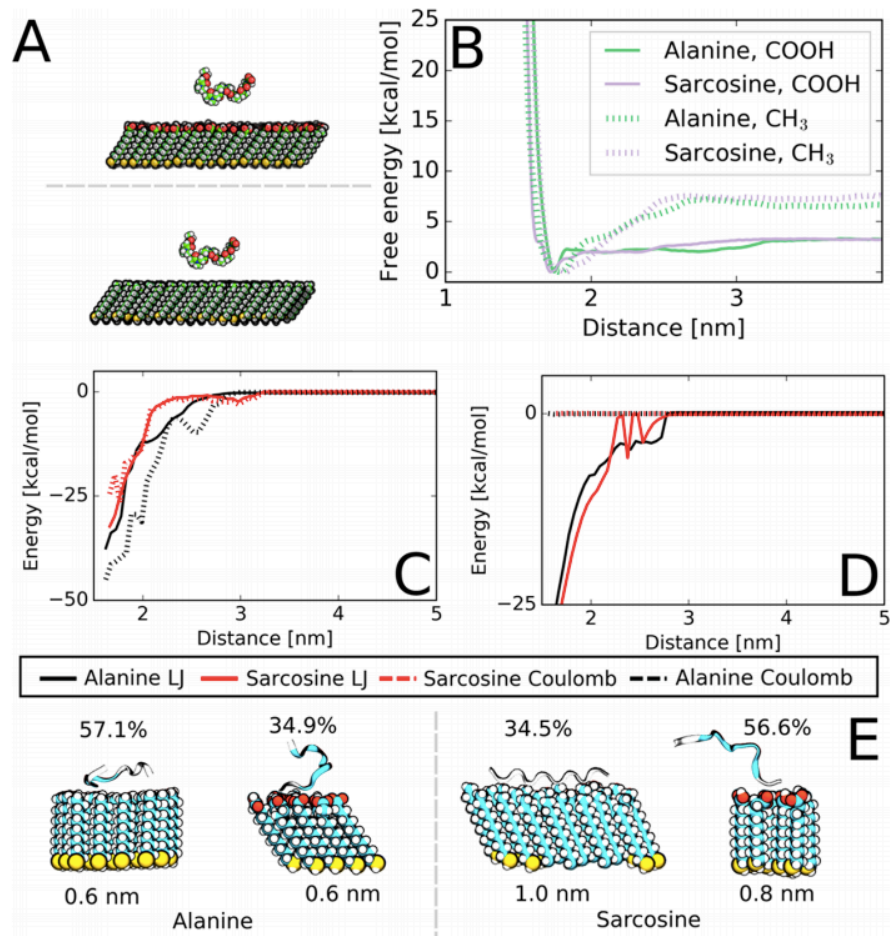 A
B
25
20
15
10
5
0
Free energy [kcal/mol]
Alanine, COOH
Sarcosine, COOH
Alanine, CH₃
Sarcosine, CH₃
1
2
3
Distance [nm]
0
−25
−50
Energy [kcal/mol]
C
2
3
4
5
Distance [nm]
0
−25
Energy [kcal/mol]
D
2
3
4
5
Distance [nm]
Alanine LJ
Sarcosine LJ
Sarcosine Coulomb
Alanine Coulomb
57.1%
34.9%
34.5%
56.6%
E
0.6 nm
0.6 nm
1.0 nm
0.8 nm
Alanine
Sarcosine